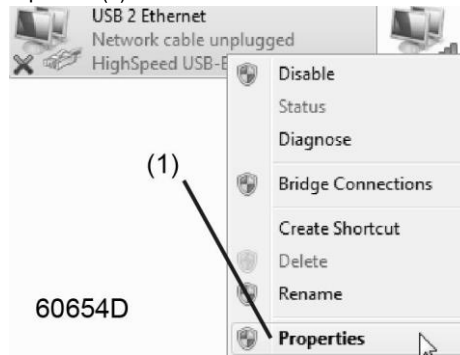 USB 2 Ethernet
Network cable unplugged
HighSpeed USB-E
Disable
Status
Diagnose
(1)
Bridge Connections
Create Shortcut
Delete
Rename
60654D
Properties